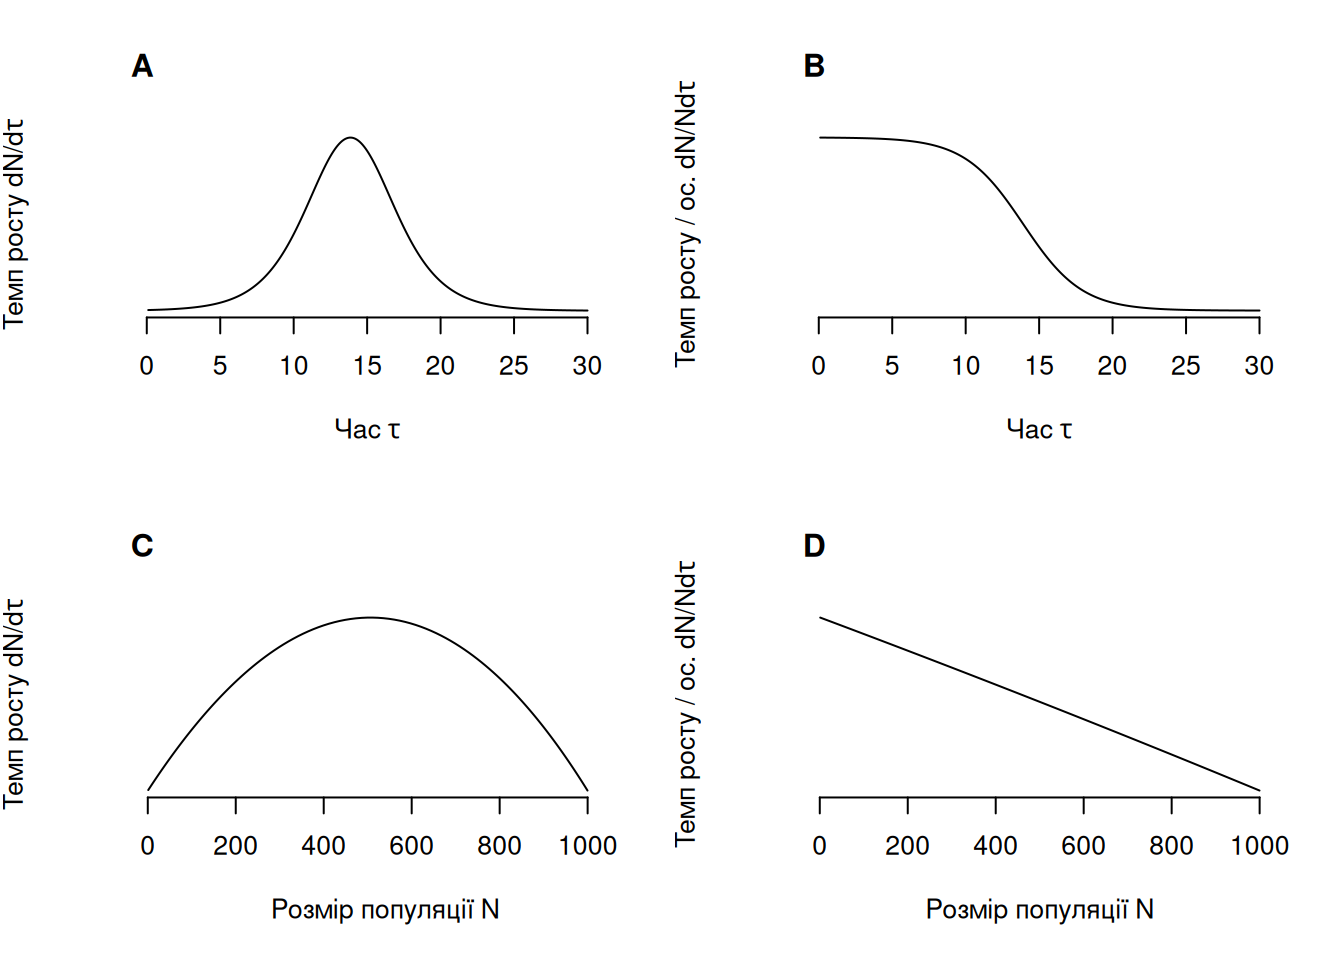 A
Темп росту dN/dτ
0 5 10 15 20 25 30
Час τ
B
Темп росту / ос. dN/Ndτ
0 5 10 15 20 25 30
Час τ
C
Темп росту dN/dτ
0 200 400 600 800 1000
Розмір популяції N
D
Темп росту / ос. dN/Ndτ
0 200 400 600 800 1000
Розмір популяції N